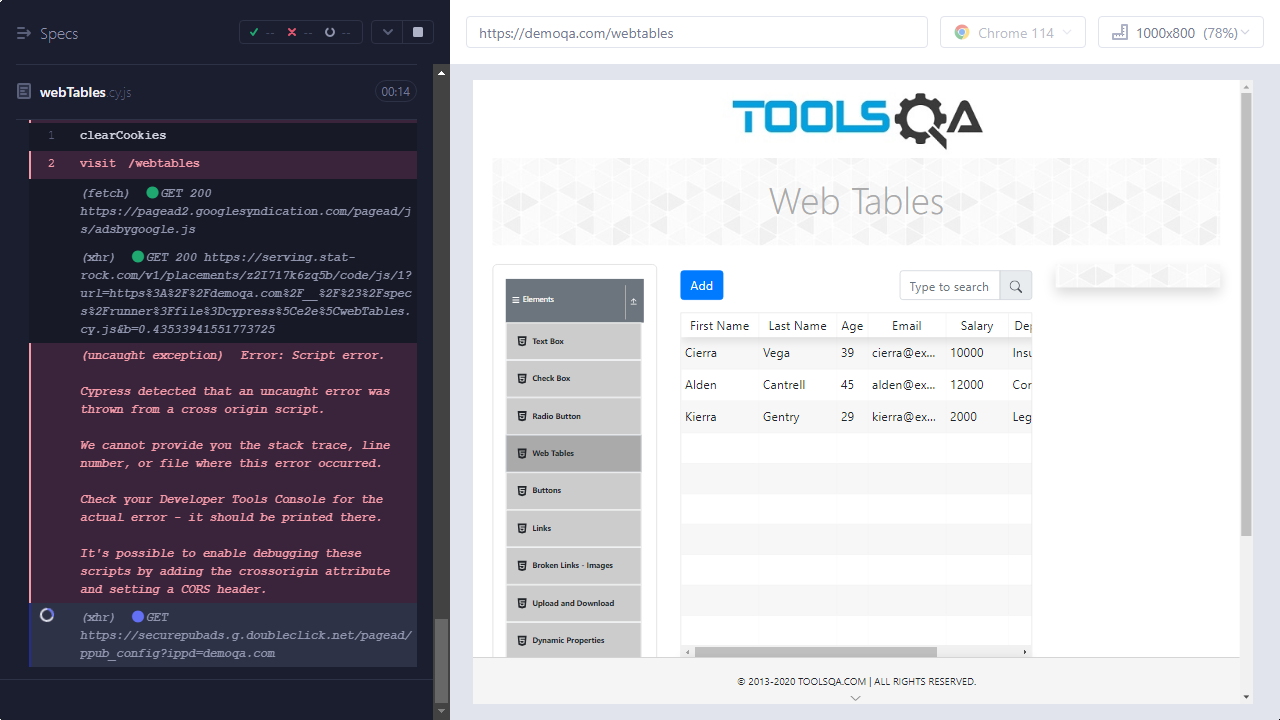 Specs
--
--
--
https://demoqa.com/webtables
Chrome 114
1000x800 (78%)
webTables.cy.js
00:14
1 clearCookies
2 visit /webtables
(fetch) GET 200
https://pagead2.googlesyndication.com/pagead/j
s/adsbygoogle.js
(xhr) GET 200 https://serving.stat-
rock.com/v1/placements/z2I717k6zq5b/code/js/1?
url=https%3A%2F%2Fdemoqa.com%2F__%2F%23%2Fspec
s%2Frunner%3Ffile%3Dcypress%5Ce2e%5CwebTables.
cy.js&b=0.43533941551773725
(uncaught exception) Error: Script error.
Cypress detected that an uncaught error was
thrown from a cross origin script.
We cannot provide you the stack trace, line
number, or file where this error occurred.
Check your Developer Tools Console for the
actual error - it should be printed there.
It's possible to enable debugging these
scripts by adding the crossorigin attribute
and setting a CORS header.
(xhr) GET
https://securepubads.g.doubleclick.net/pagead/
ppub_config?ippd=demoqa.com
TOOLSQA
Web Tables
Elements
Text Box
Check Box
Radio Button
Web Tables
Buttons
Links
Broken Links - Images
Upload and Download
Dynamic Properties
Add
Type to search
First Name Last Name Age Email Salary Dep
Cierra Vega 39 cierra@ex... 10000 Insu
Alden Cantrell 45 alden@ex... 12000 Con
Kierra Gentry 29 kierra@ex... 2000 Leg
© 2013-2020 TOOLSQA.COM | ALL RIGHTS RESERVED.